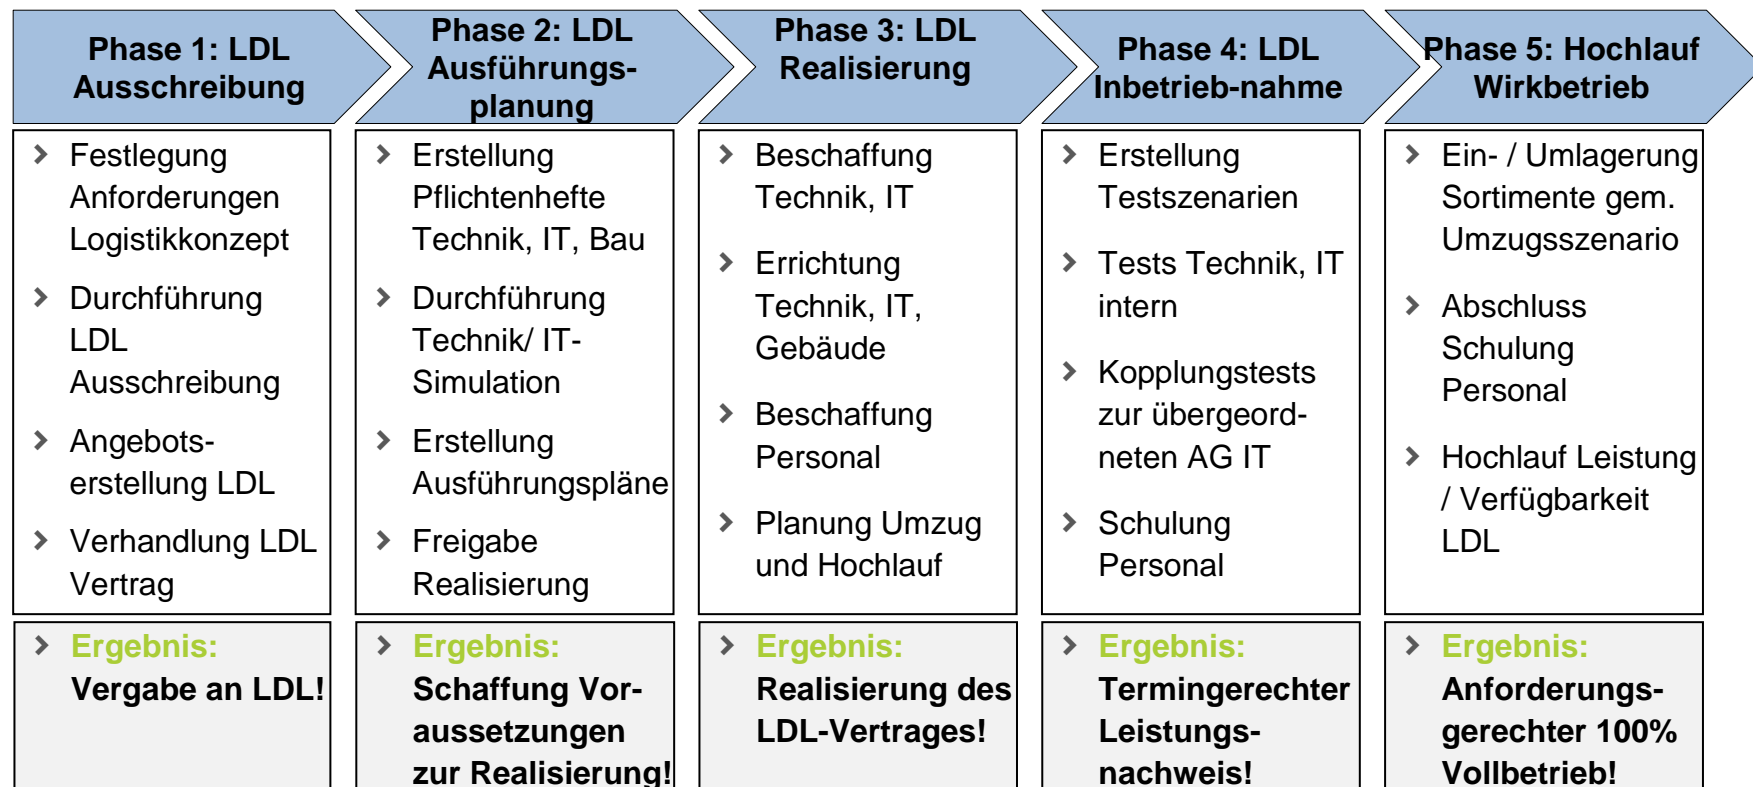 Phase 1: LDL
Ausschreibung
Phase 2: LDL
Ausführungs-
planung
Phase 3: LDL
Realisierung
Phase 4: LDL
Inbetrieb-nahme
Phase 5: Hochlauf
Wirkbetrieb
Festlegung
Anforderungen
Logistikkonzept
Durchführung
LDL
Ausschreibung
Angebots-
erstellung LDL
Verhandlung LDL
Vertrag
Erstellung
Pflichtenhefte
Technik, IT, Bau
Durchführung
Technik/ IT-
Simulation
Erstellung
Ausführungspläne
Freigabe
Realisierung
Beschaffung
Technik, IT
Errichtung
Technik, IT,
Gebäude
Beschaffung
Personal
Planung Umzug
und Hochlauf
Erstellung
Testszenarien
Tests Technik, IT
intern
Kopplungstests
zur übergeord-
neten AG IT
Schulung
Personal
Ein- / Umlagerung
Sortimente gem.
Umzugsszenario
Abschluss
Schulung
Personal
Hochlauf Leistung
/ Verfügbarkeit
LDL
Ergebnis:
Vergabe an LDL!
Ergebnis:
Schaffung Vor-
aussetzungen
zur Realisierung!
Ergebnis:
Realisierung des
LDL-Vertrages!
Ergebnis:
Termingerechter
Leistungs-
nachweis!
Ergebnis:
Anforderungs-
gerechter 100%
Vollbetrieb!